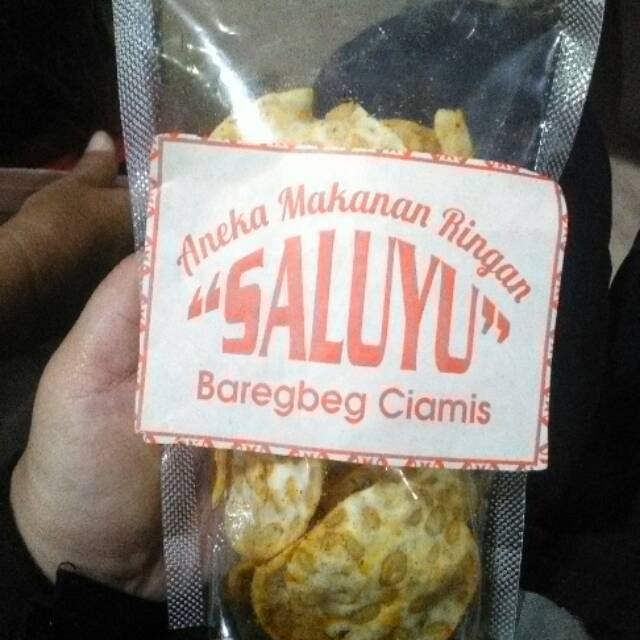 Aneka Makanan Ringan
"SALUYU"
Baregbeg Ciamis